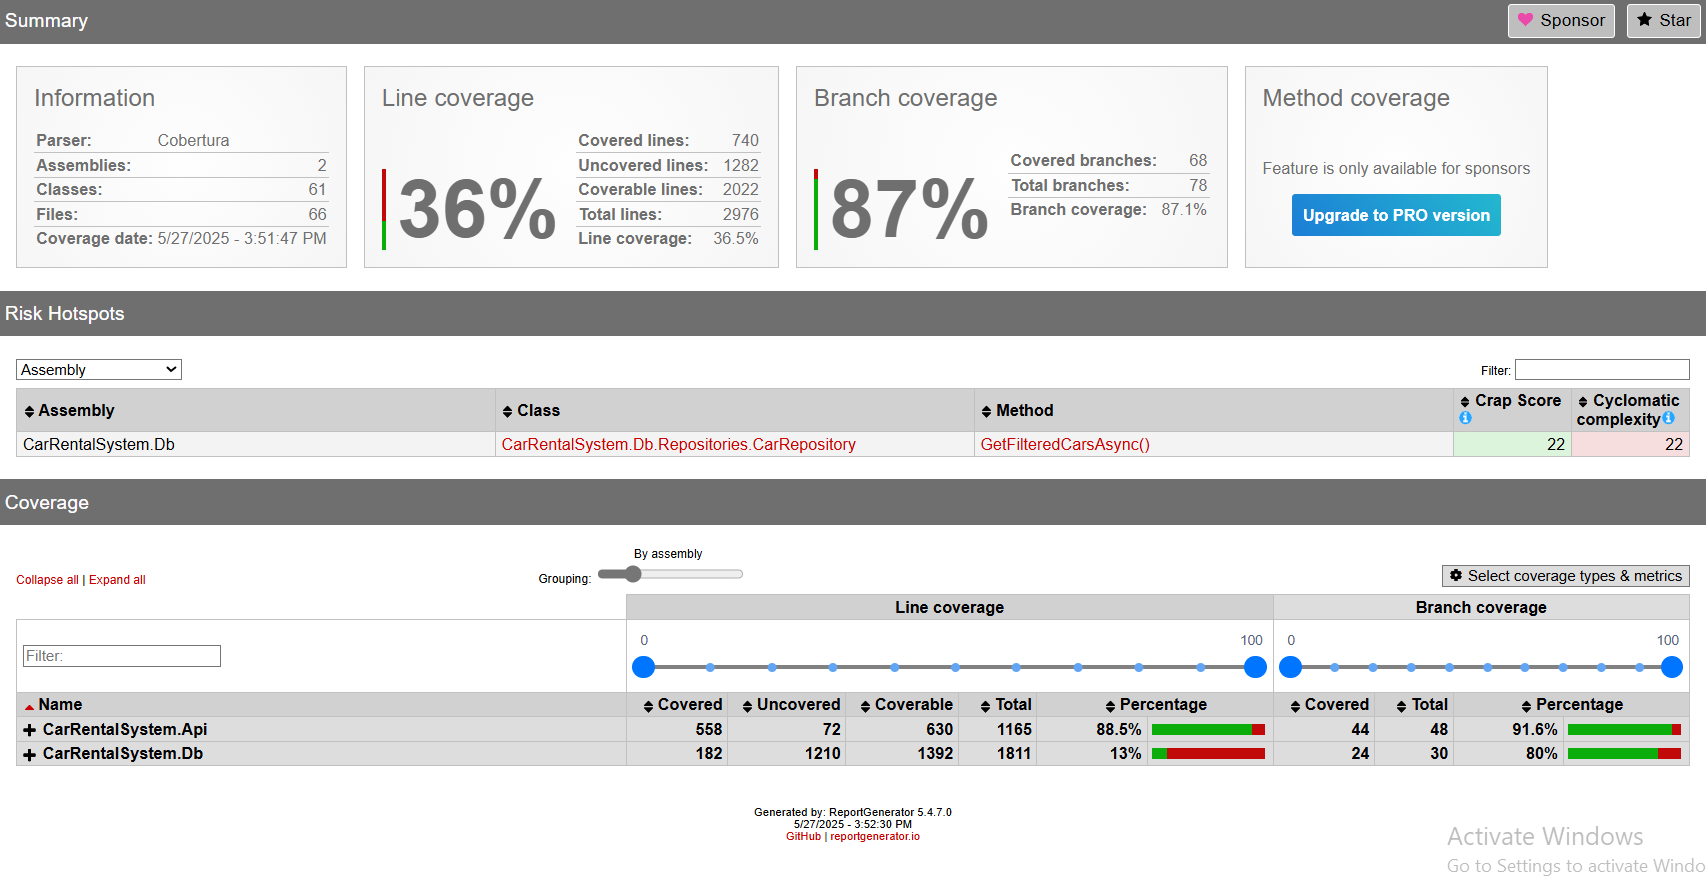 Summary
Sponsor
Star
Information
Parser: Cobertura
Assemblies: 2
Classes: 61
Files: 66
Coverage date: 5/27/2025 - 3:51:47 PM
Line coverage
36%
Covered lines: 740
Uncovered lines: 1282
Coverable lines: 2022
Total lines: 2976
Line coverage: 36.5%
Branch coverage
87%
Covered branches: 68
Total branches: 78
Branch coverage: 87.1%
Method coverage
Feature is only available for sponsors
Upgrade to PRO version
Risk Hotspots
Assembly
Filter:
Assembly Class Method Crap Score Cyclomatic complexity
CarRentalSystem.Db CarRentalSystem.Db.Repositories.CarRepository GetFilteredCarsAsync() 22 22
Coverage
Collapse all | Expand all
By assembly
Grouping:
Select coverage types & metrics
Line coverage Branch coverage
Filter:
0 100 0 100
Name Covered Uncovered Coverable Total Percentage Covered Total Percentage
CarRentalSystem.Api 558 72 630 1165 88.5% 44 48 91.6%
CarRentalSystem.Db 182 1210 1392 1811 13% 24 30 80%
Generated by: ReportGenerator 5.4.7.0
5/27/2025 - 3:52:30 PM
GitHub | reportgenerator.io
Activate Windows
Go to Settings to activate Windo